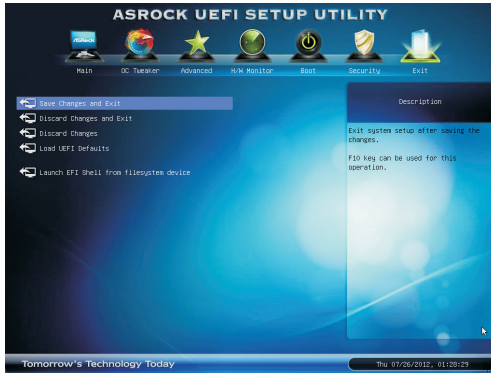 ASROCK UEFI SETUP UTILITY
ASRock
Main OC Tweaker Advanced H/W Monitor Boot Security Exit
Save Changes and Exit
Discard Changes and Exit
Discard Changes
Load UEFI Defaults
Launch EFI Shell from filesystem device
Description
Exit system setup after saving the
changes.
F10 key can be used for this
operation.
Tomorrow's Technology Today
Thu 07/26/2012, 01:28:29